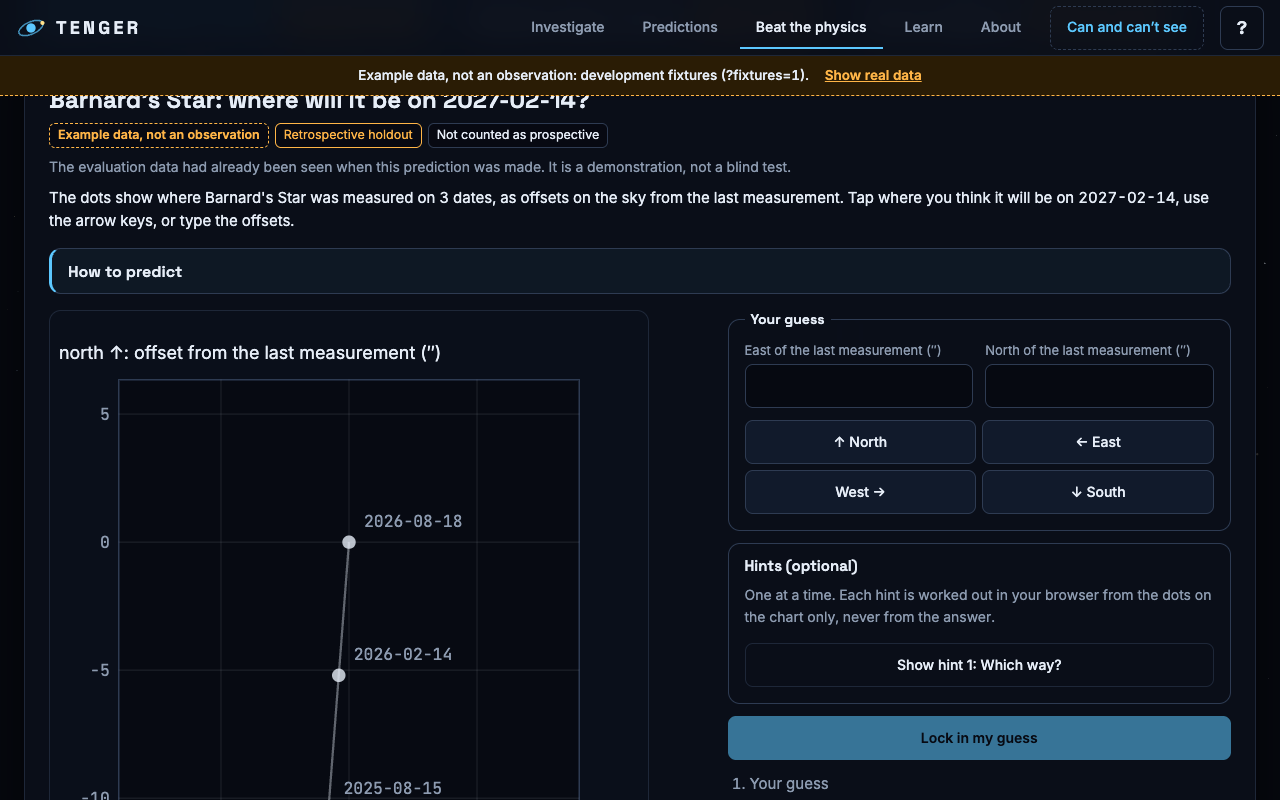 TENGER
Investigate
Predictions
Beat the physics
Learn
About
Can and can't see
?
Example data, not an observation: development fixtures (?fixtures=1). Show real data
Barnard's Star: where will it be on 2027-02-14?
Example data, not an observation
Retrospective holdout
Not counted as prospective
The evaluation data had already been seen when this prediction was made. It is a demonstration, not a blind test.
The dots show where Barnard's Star was measured on 3 dates, as offsets on the sky from the last measurement. Tap where you think it will be on 2027-02-14, use
the arrow keys, or type the offsets.
How to predict
north ↑: offset from the last measurement (″)
5
2026-08-18
0
2026-02-14
-5
2025-08-15
-10
Your guess
East of the last measurement (″)
North of the last measurement (″)
↑ North
← East
West →
↓ South
Hints (optional)
One at a time. Each hint is worked out in your browser from the dots on
the chart only, never from the answer.
Show hint 1: Which way?
Lock in my guess
1. Your guess